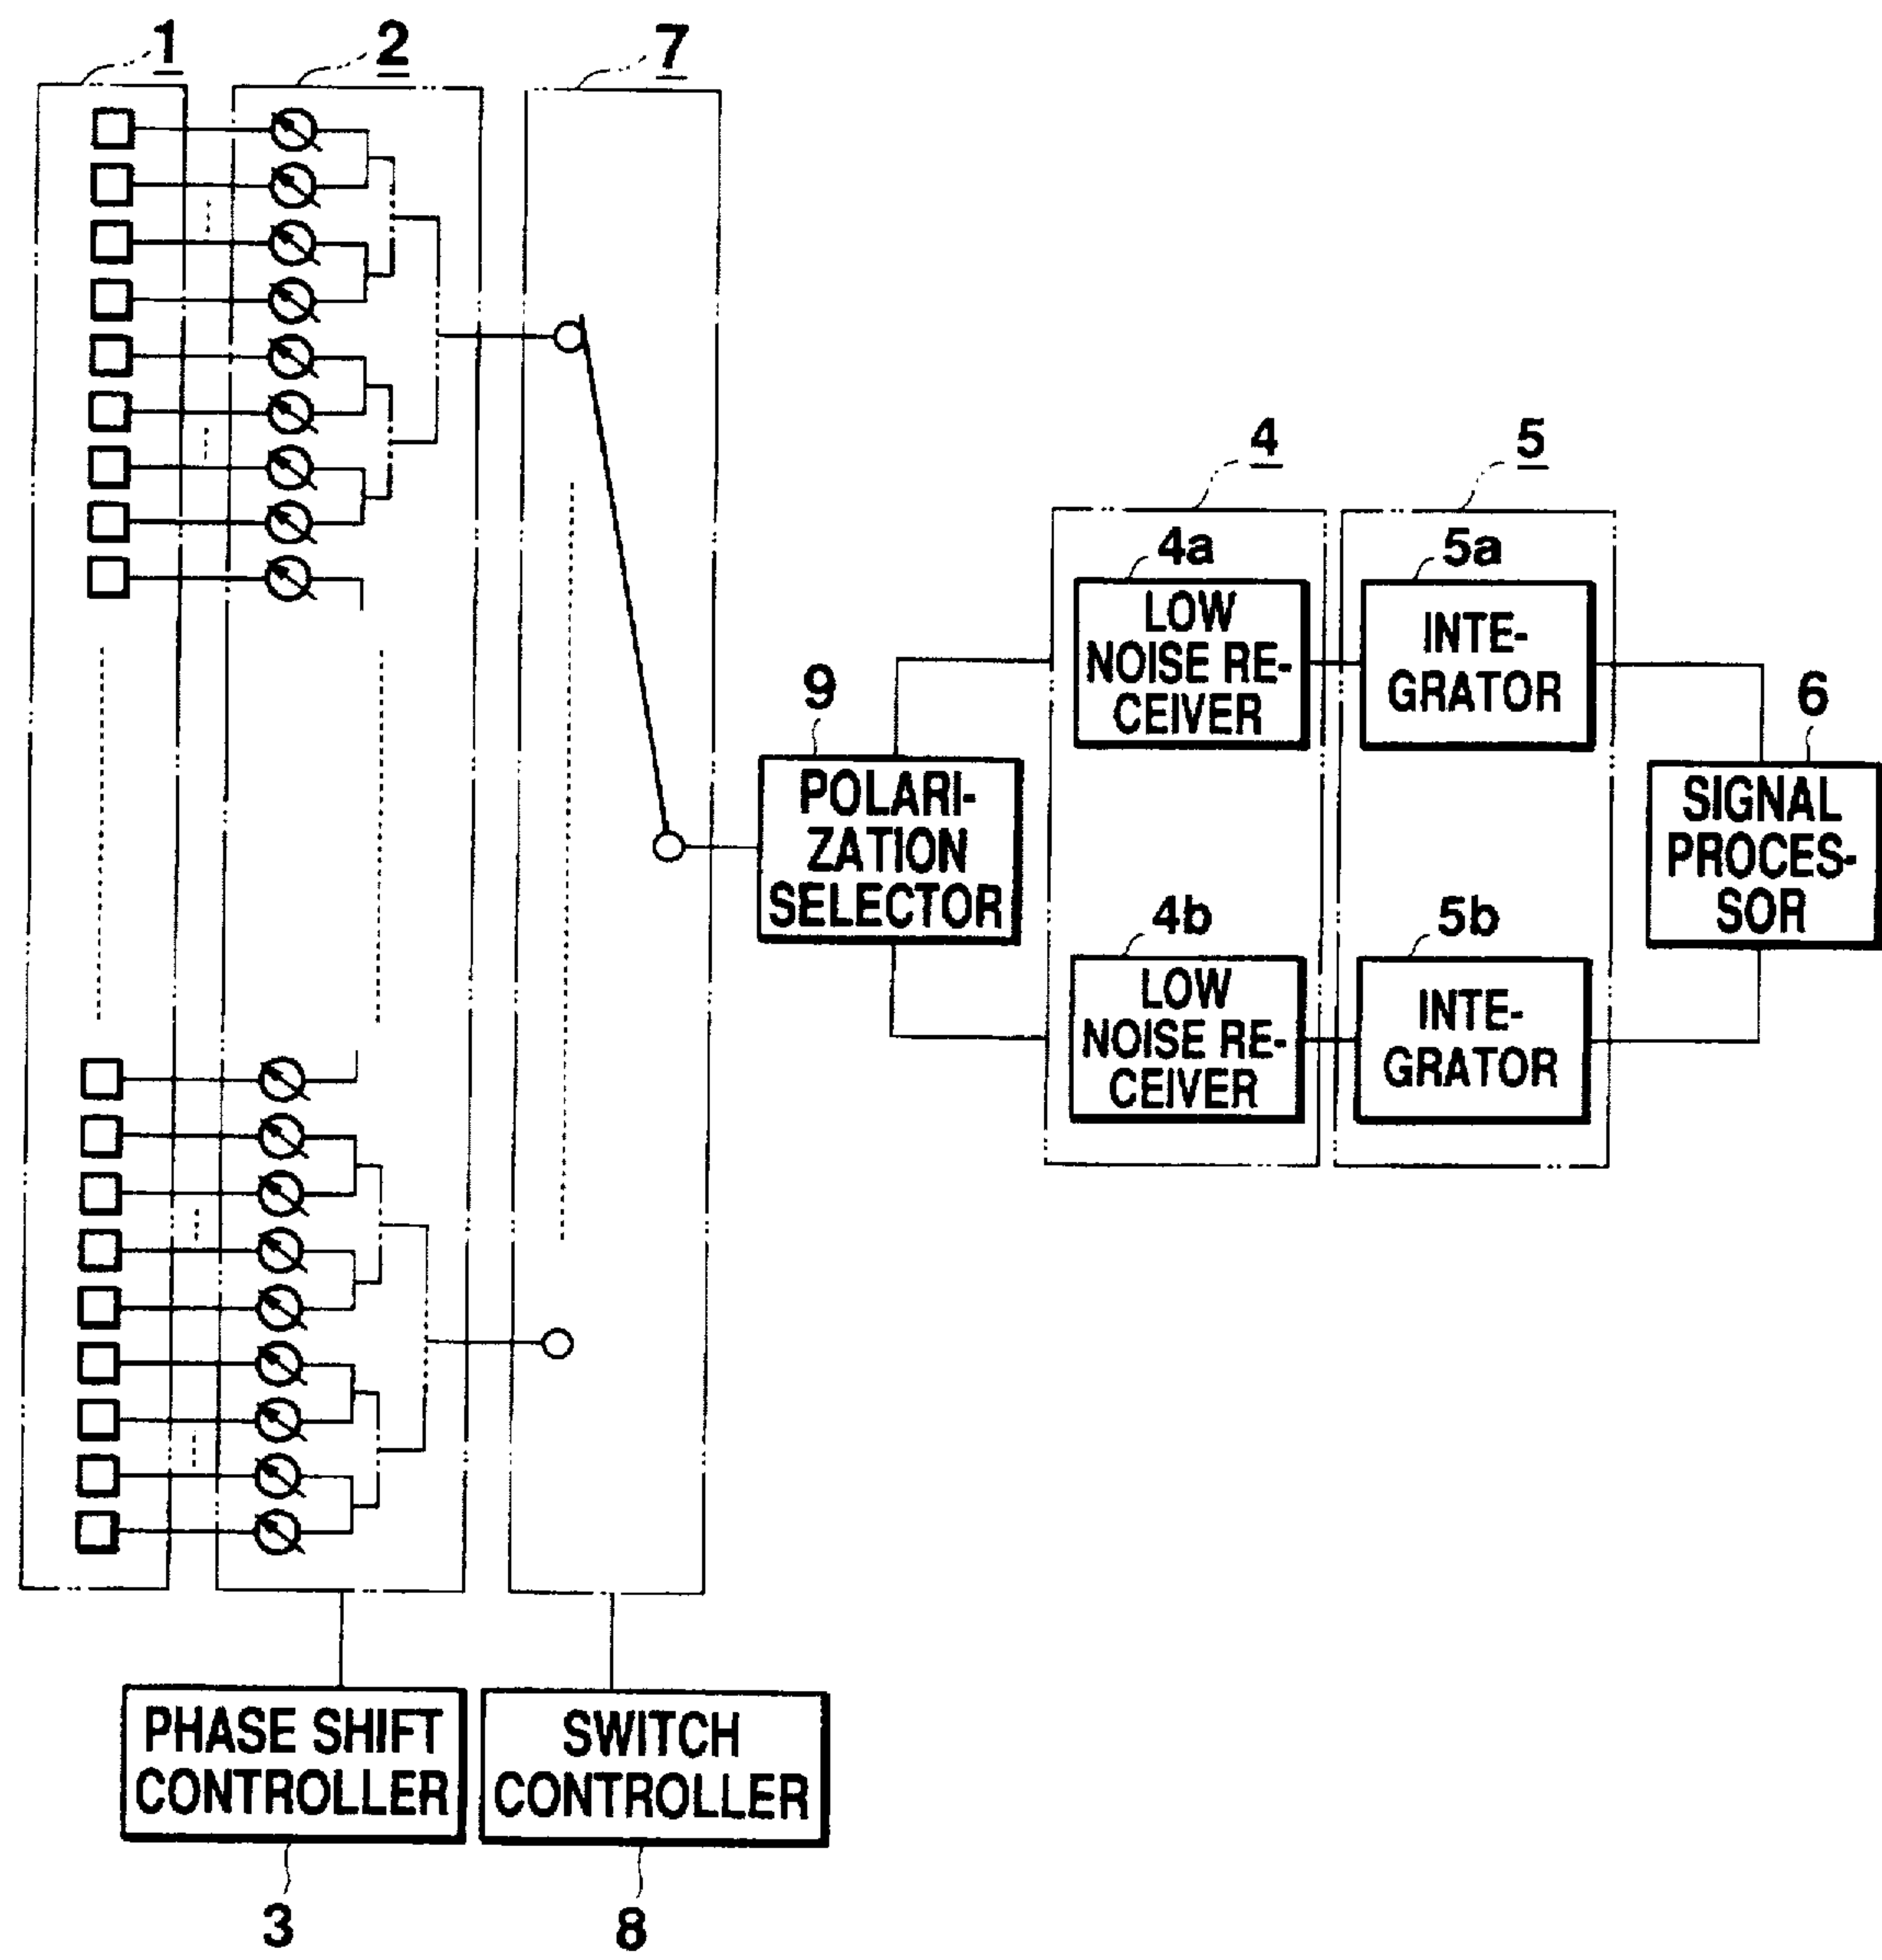 1
2
7
4
5
4a
5a
LOW
NOISE RE-
CEIVER
INTE-
GRATOR
9
6
POLARI-
ZATION
SELECTOR
SIGNAL
PROCES-
SOR
4b
5b
LOW
NOISE RE-
CEIVER
INTE-
GRATOR
PHASE SHIFT
CONTROLLER
SWITCH
CONTROLLER
3
8